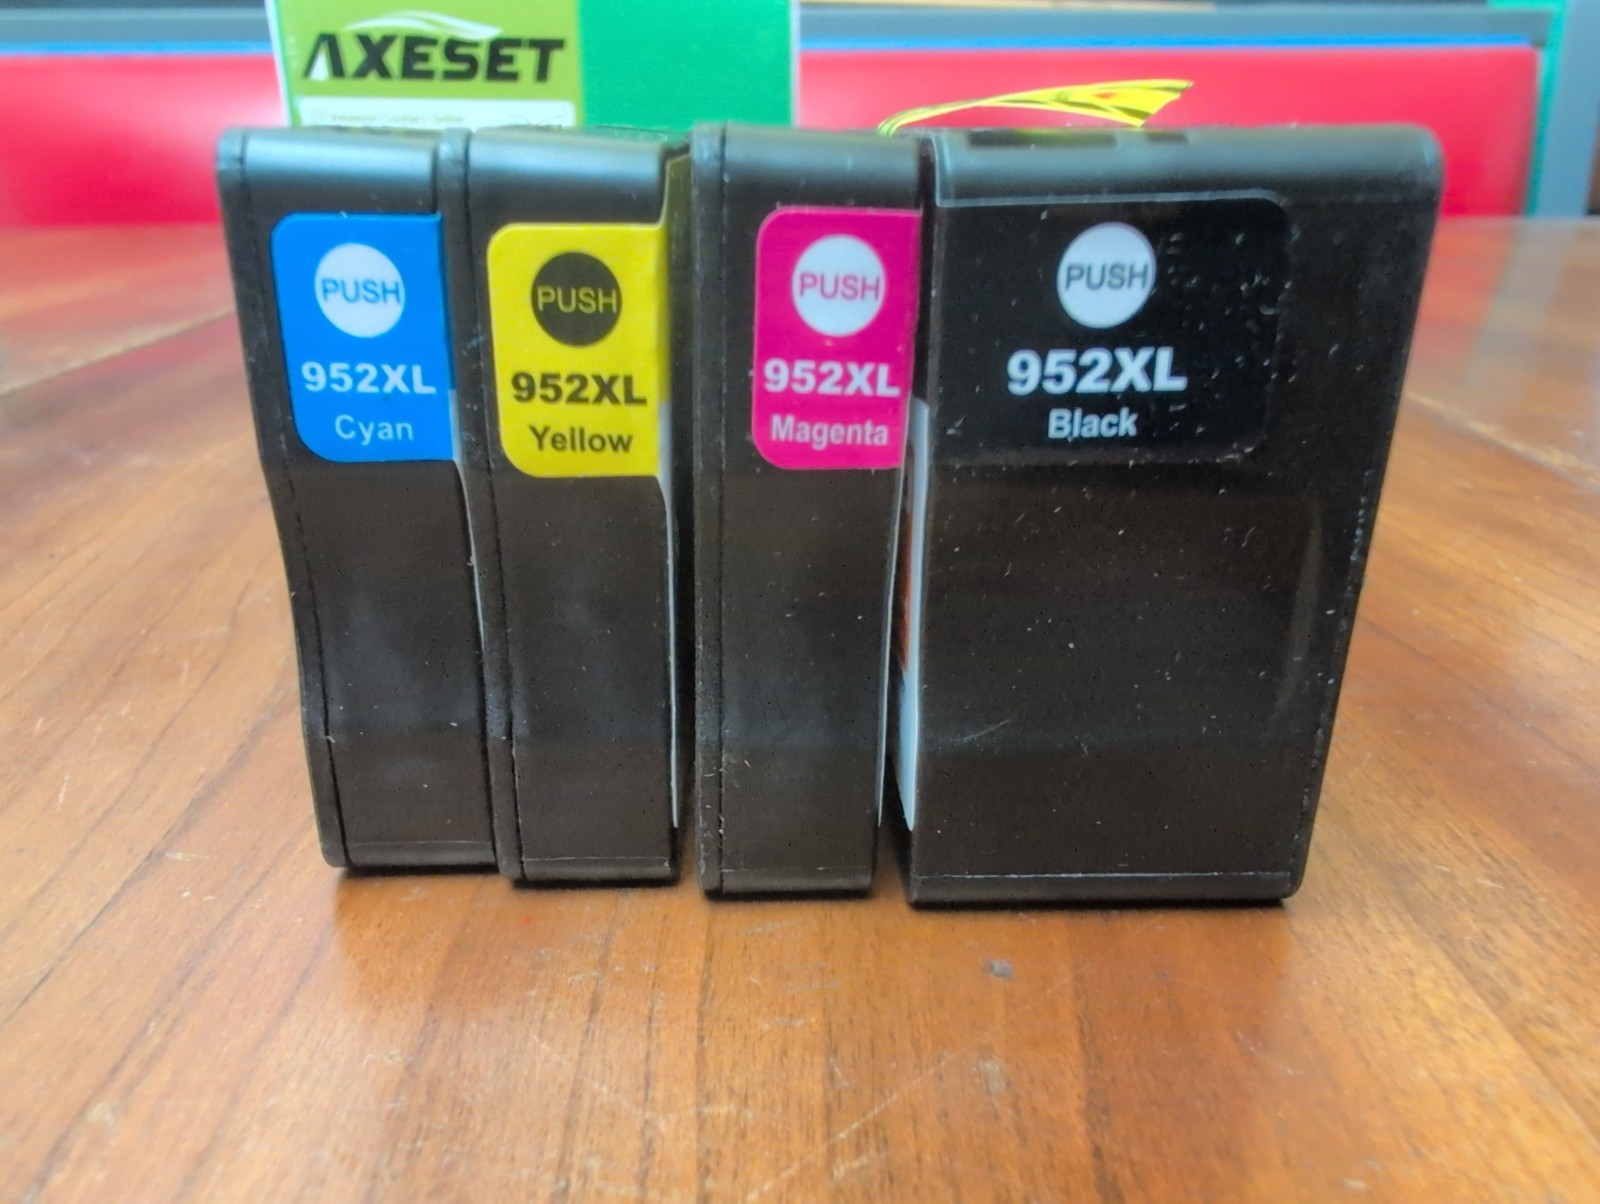 AXESET
PUSH
952XL
Cyan
PUSH
952XL
Yellow
PUSH
952XL
Magenta
PUSH
952XL
Black